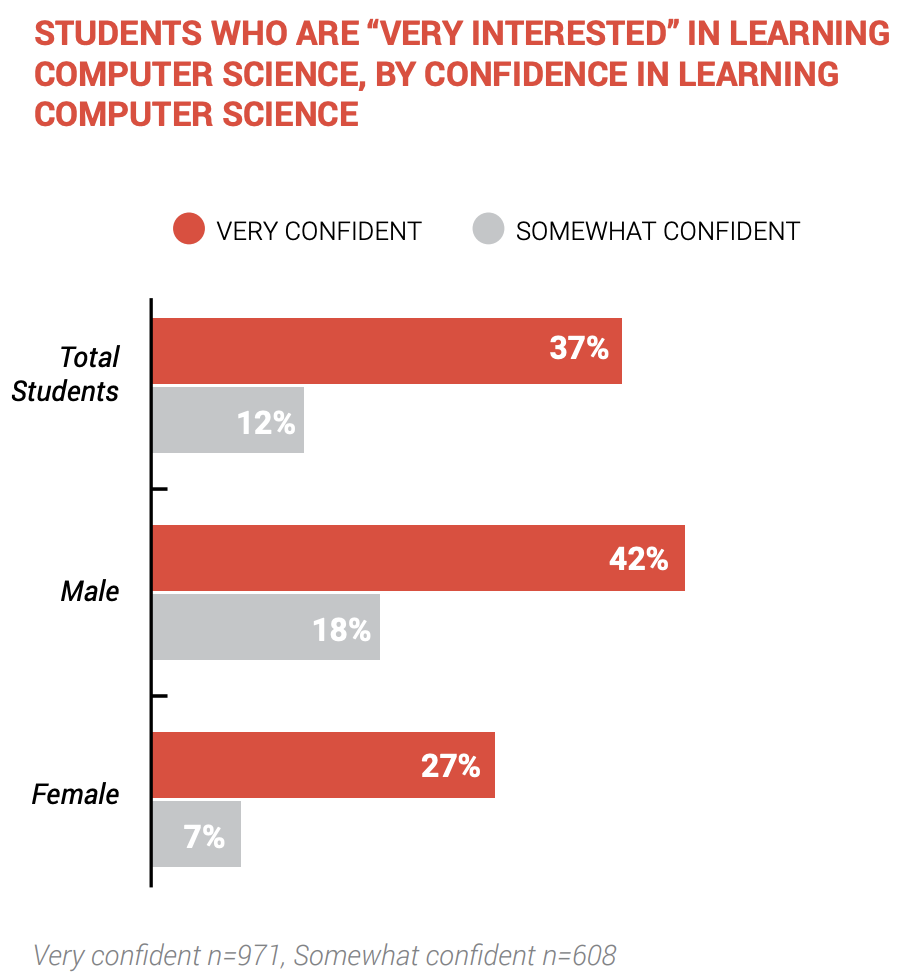 STUDENTS WHO ARE “VERY INTERESTED” IN LEARNING
COMPUTER SCIENCE, BY CONFIDENCE IN LEARNING
COMPUTER SCIENCE
VERY CONFIDENT
SOMEWHAT CONFIDENT
Total
Students
37%
12%
Male
42%
18%
Female
27%
7%
Very confident n=971, Somewhat confident n=608